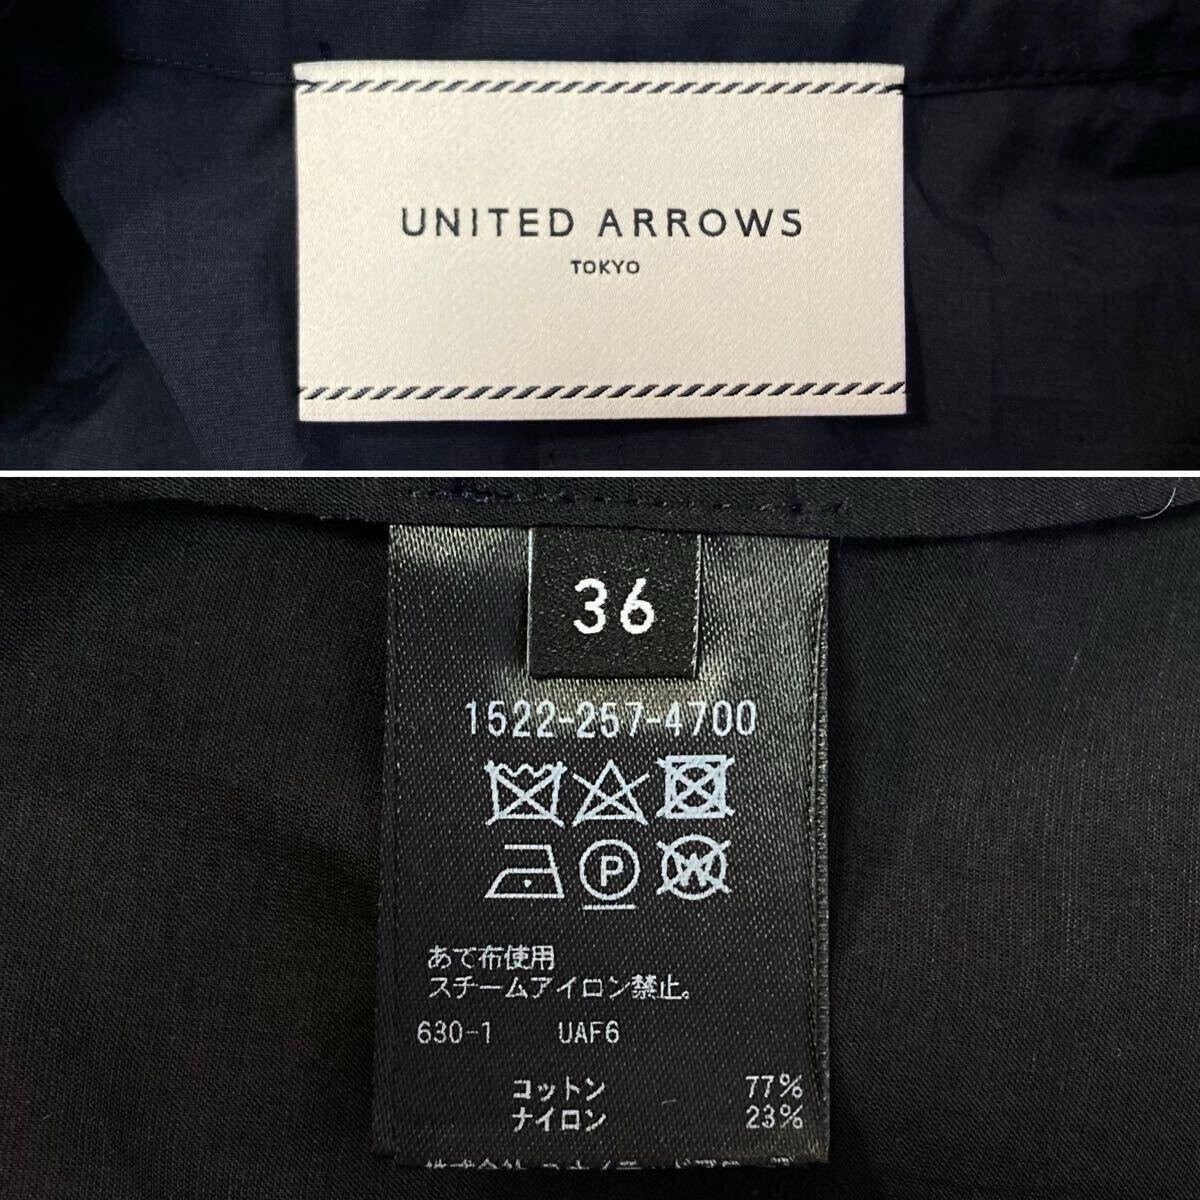 UNITED ARROWS
TOKYO
36
1522-257-4700
P
W
あて布使用
スチームアイロン禁止。
630-1 UAF6
コットン 77%
ナイロン 23%